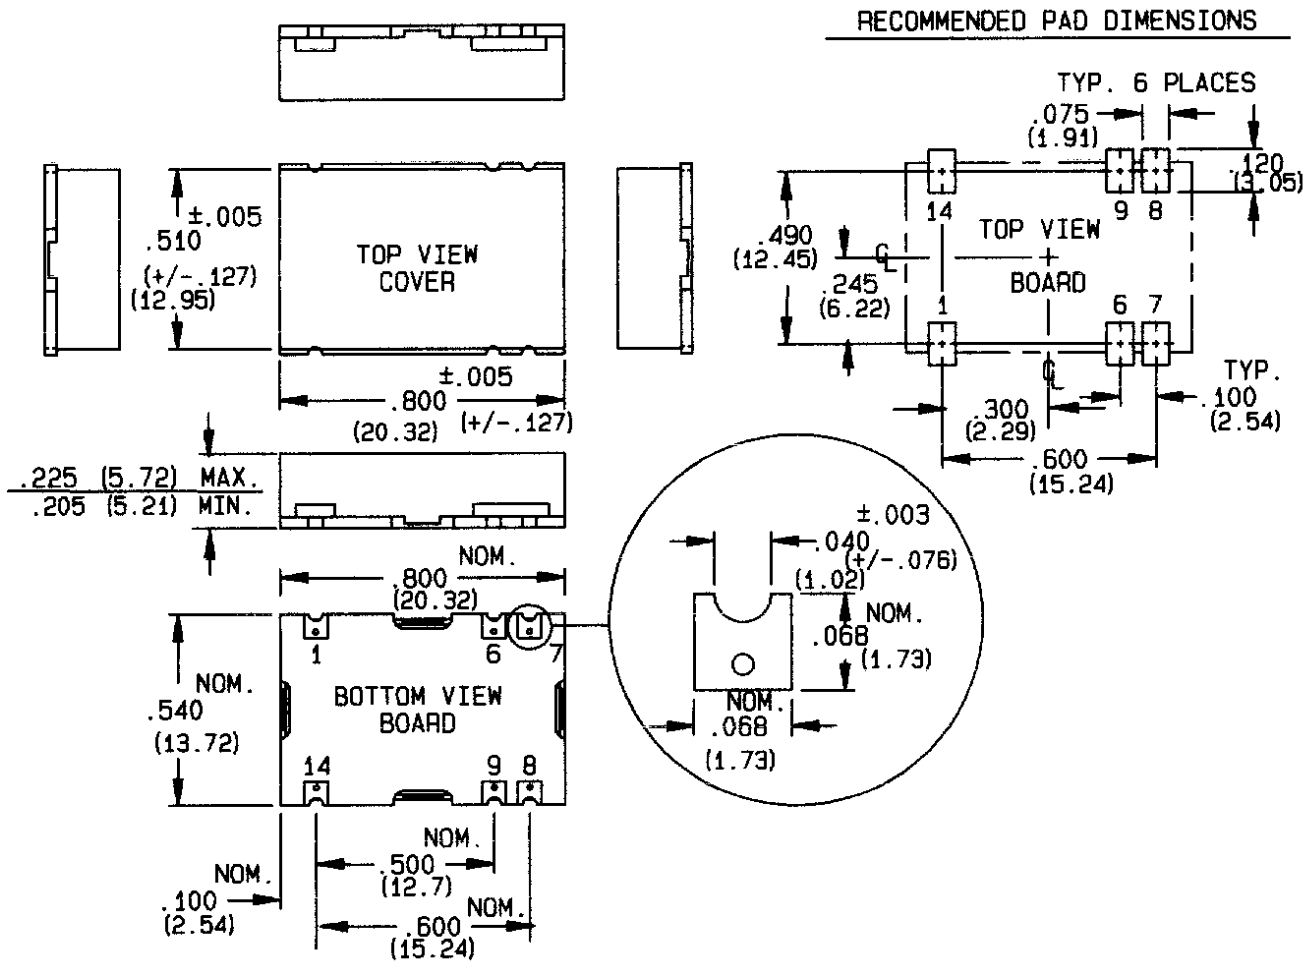 RECOMMENDED PAD DIMENSIONS
TYP. 6 PLACES
.075
(1.91)
.120
(3.05)
14
9 8
.490
(12.45)
TOP VIEW
BOARD
℄
.245
(6.22)
1
6 7
℄
TYP.
.100
(2.54)
.300
(2.29)
.600
(15.24)
±.005
.510
(+/-.127)
(12.95)
TOP VIEW
COVER
±.005
.800
(20.32) (+/-.127)
.225 (5.72) MAX.
.205 (5.21) MIN.
NOM.
.800
(20.32)
1
6
7
NOM.
.540
(13.72)
BOTTOM VIEW
BOARD
14
9 8
NOM.
.500
(12.7)
NOM.
.100
(2.54)
NOM.
.600
(15.24)
±.003
.040
(+/-.076)
(1.02)
NOM.
.068
(1.73)
NOM.
.068
(1.73)